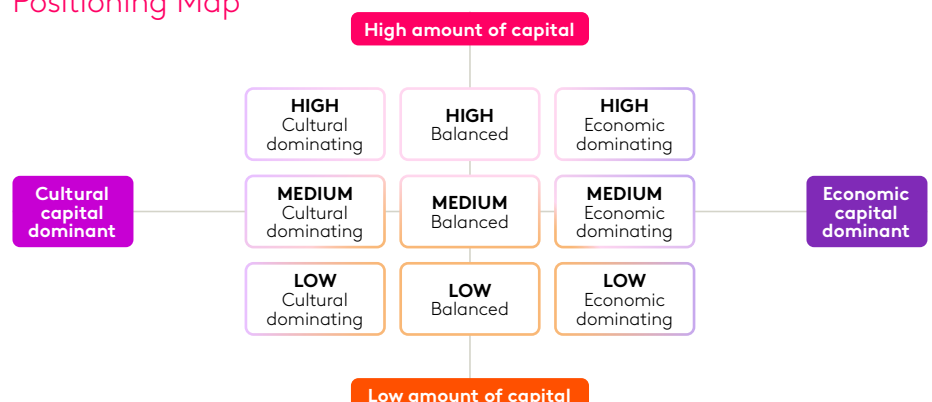 Positioning Map
High amount of capital
HIGH
Cultural
dominating
HIGH
Balanced
HIGH
Economic
dominating
Cultural
capital
dominant
MEDIUM
Cultural
dominating
MEDIUM
Balanced
MEDIUM
Economic
dominating
Economic
capital
dominant
LOW
Cultural
dominating
LOW
Balanced
LOW
Economic
dominating
Low amount of capital